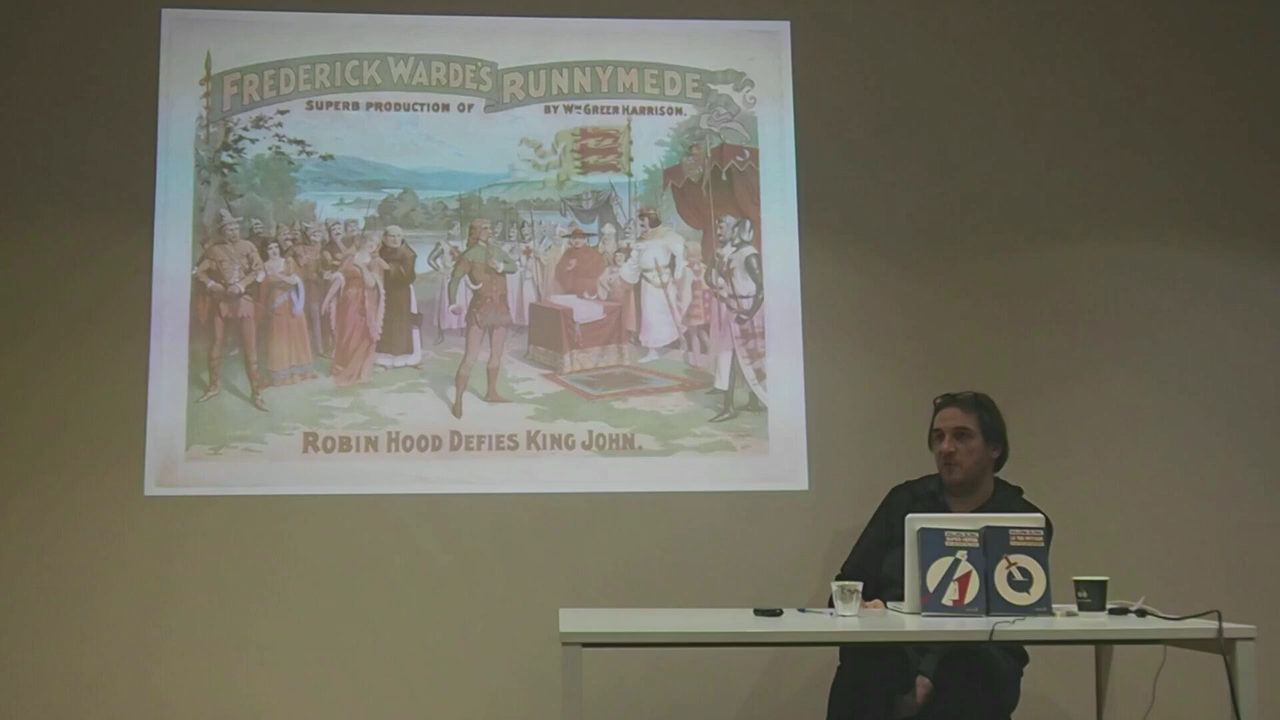 FREDERICK WARDE'S RUNNYMEDE
SUPERB PRODUCTION OF BY WM GREER HARRISON.
ROBIN HOOD DEFIES KING JOHN.